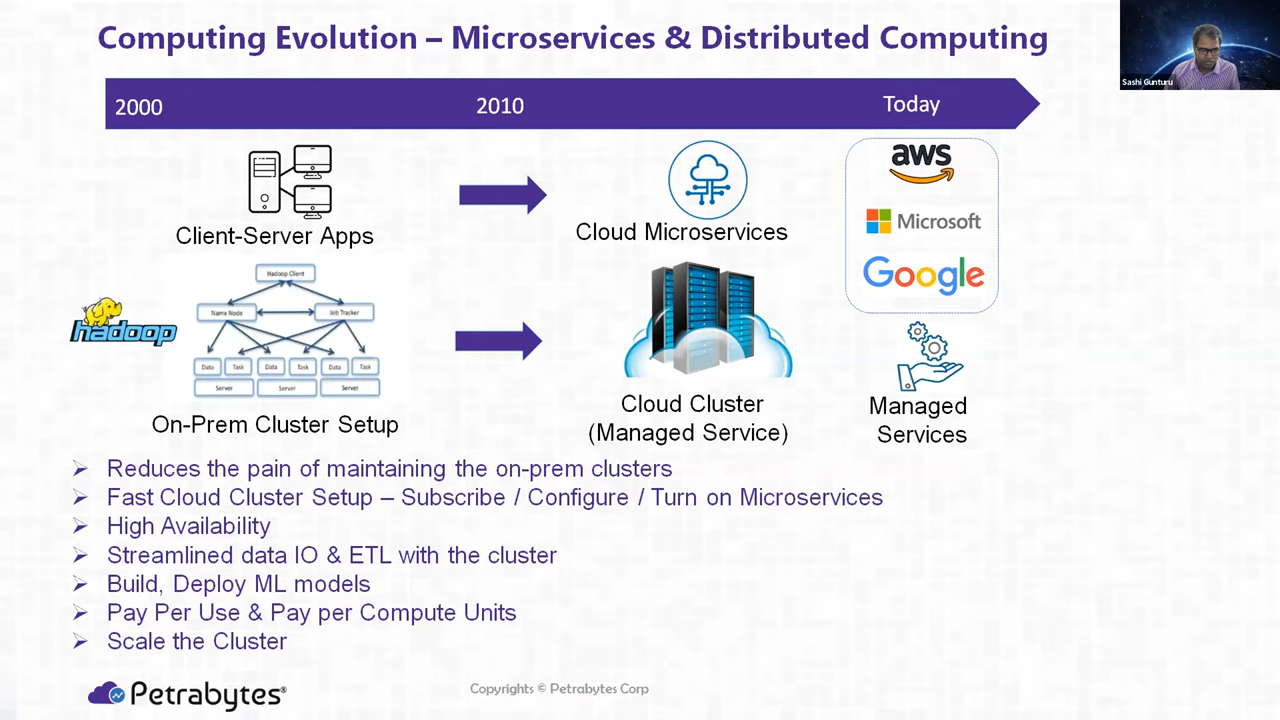 Computing Evolution – Microservices & Distributed Computing
Sashi Gunturu
2000
2010
Today
aws
Microsoft
Google
Client-Server Apps
Cloud Microservices
Hadoop Client
Name Node
Job Tracker
Data
Task
Data
Task
Data
Task
Server
Server
Server
hadoop
On-Prem Cluster Setup
Cloud Cluster
(Managed Service)
Managed
Services
➢ Reduces the pain of maintaining the on-prem clusters
➢ Fast Cloud Cluster Setup – Subscribe / Configure / Turn on Microservices
➢ High Availability
➢ Streamlined data IO & ETL with the cluster
➢ Build, Deploy ML models
➢ Pay Per Use & Pay per Compute Units
➢ Scale the Cluster
Petrabytes®
Copyrights © Petrabytes Corp